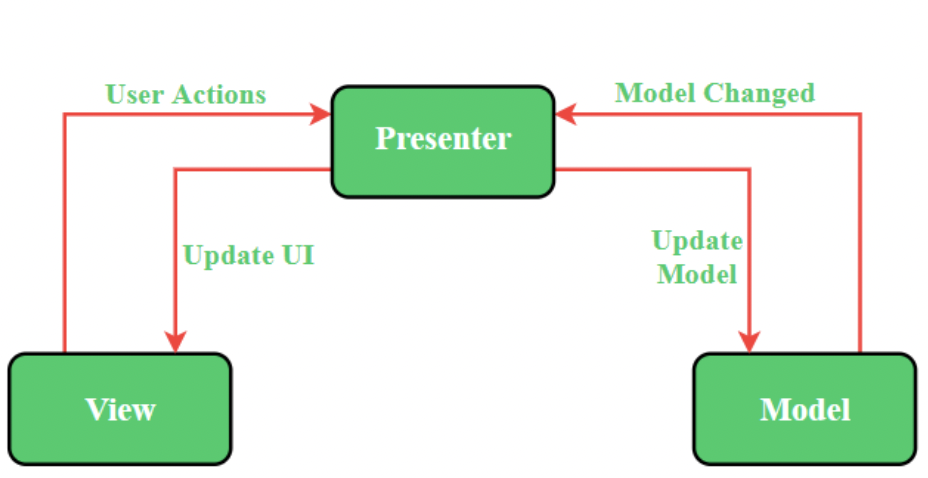 User Actions
Model Changed
Presenter
Update UI
Update
Model
View
Model